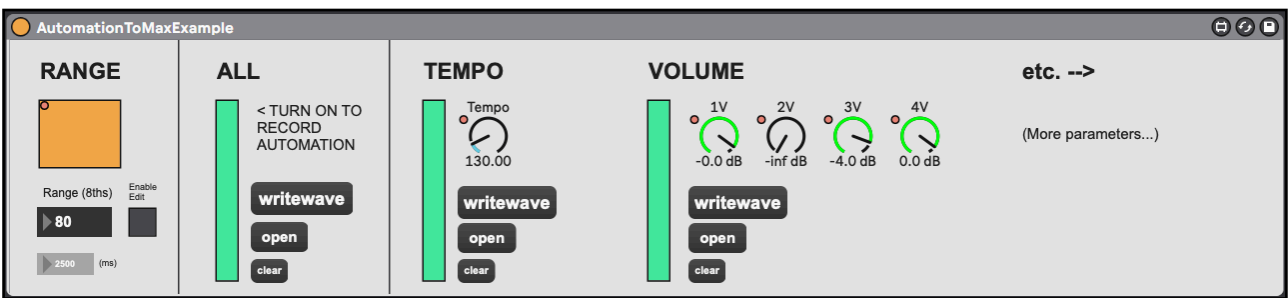 AutomationToMaxExample
RANGE
Range (8ths)
Enable
Edit
80
2500 (ms)
ALL
< TURN ON TO
RECORD
AUTOMATION
writewave
open
clear
TEMPO
Tempo
130.00
writewave
open
clear
VOLUME
1V 2V 3V 4V
-0.0 dB -inf dB -4.0 dB 0.0 dB
writewave
open
clear
etc. -->
(More parameters...)